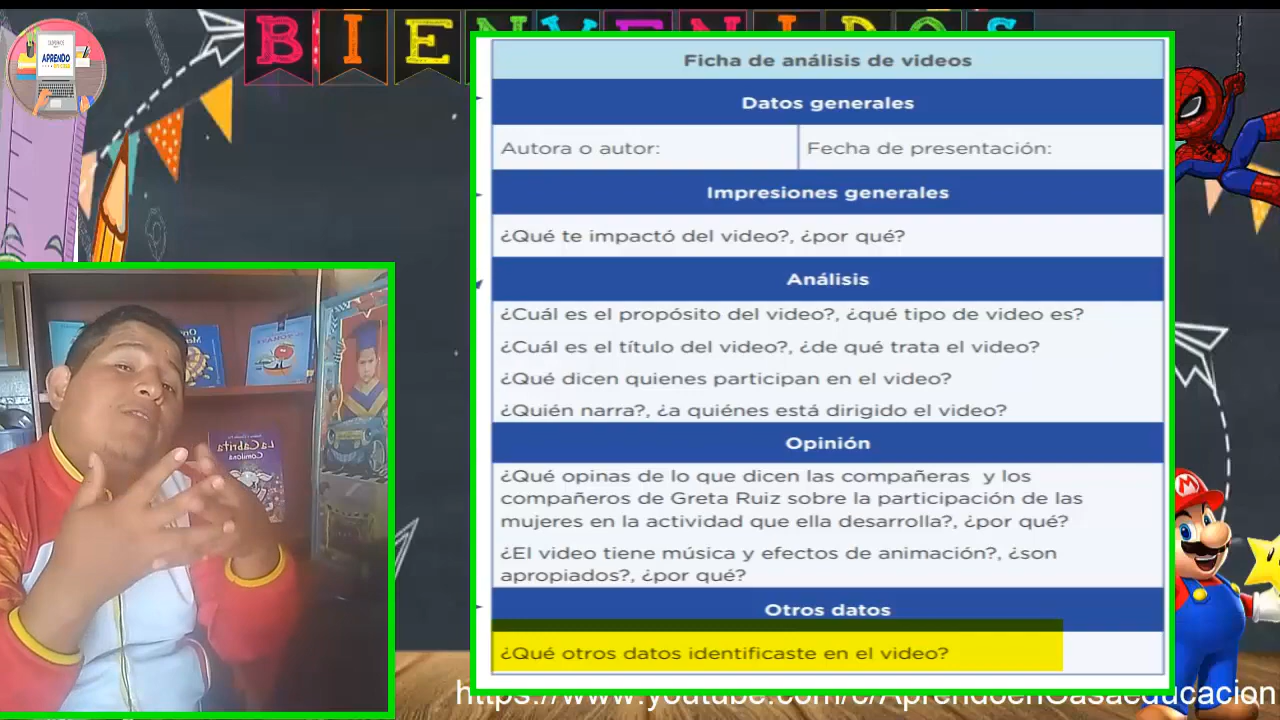 BIENVENIDOS
APRENDO
Ficha de análisis de videos
Datos generales
Autora o autor:
Fecha de presentación:
Impresiones generales
¿Qué te impactó del video?, ¿por qué?
Análisis
¿Cuál es el propósito del video?, ¿qué tipo de video es?
¿Cuál es el título del video?, ¿de qué trata el video?
¿Qué dicen quienes participan en el video?
¿Quién narra?, ¿a quiénes está dirigido el video?
Opinión
¿Qué opinas de lo que dicen las compañeras y los
compañeros de Greta Ruiz sobre la participación de las
mujeres en la actividad que ella desarrolla?, ¿por qué?
¿El video tiene música y efectos de animación?, ¿son
apropiados?, ¿por qué?
Otros datos
¿Qué otros datos identificaste en el video?
La Cabrita
Comilona
M
https://www.youtube.com/c/AprendoenCasaeducacion